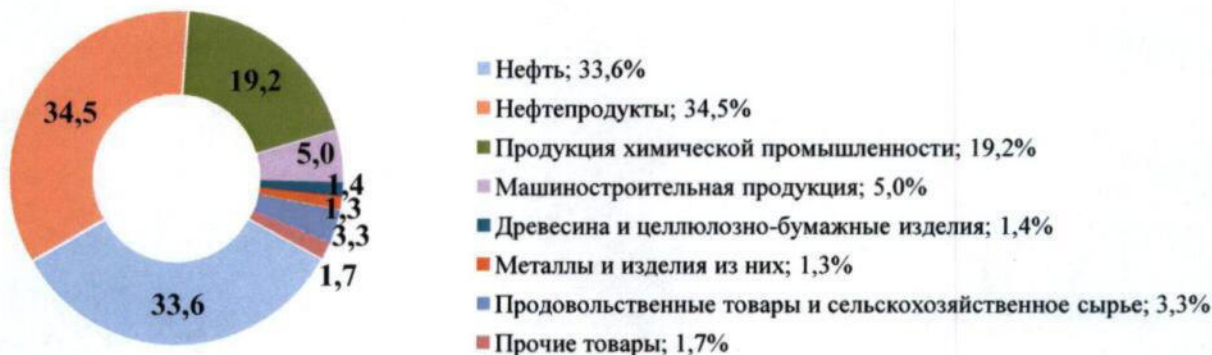 19,2
34,5
5,0
1,4
1,3
3,3
1,7
33,6
Нефть; 33,6%
Нефтепродукты; 34,5%
Продукция химической промышленности; 19,2%
Машиностроительная продукция; 5,0%
Древесина и целлюлозно-бумажные изделия; 1,4%
Металлы и изделия из них; 1,3%
Продовольственные товары и сельскохозяйственное сырье; 3,3%
Прочие товары; 1,7%